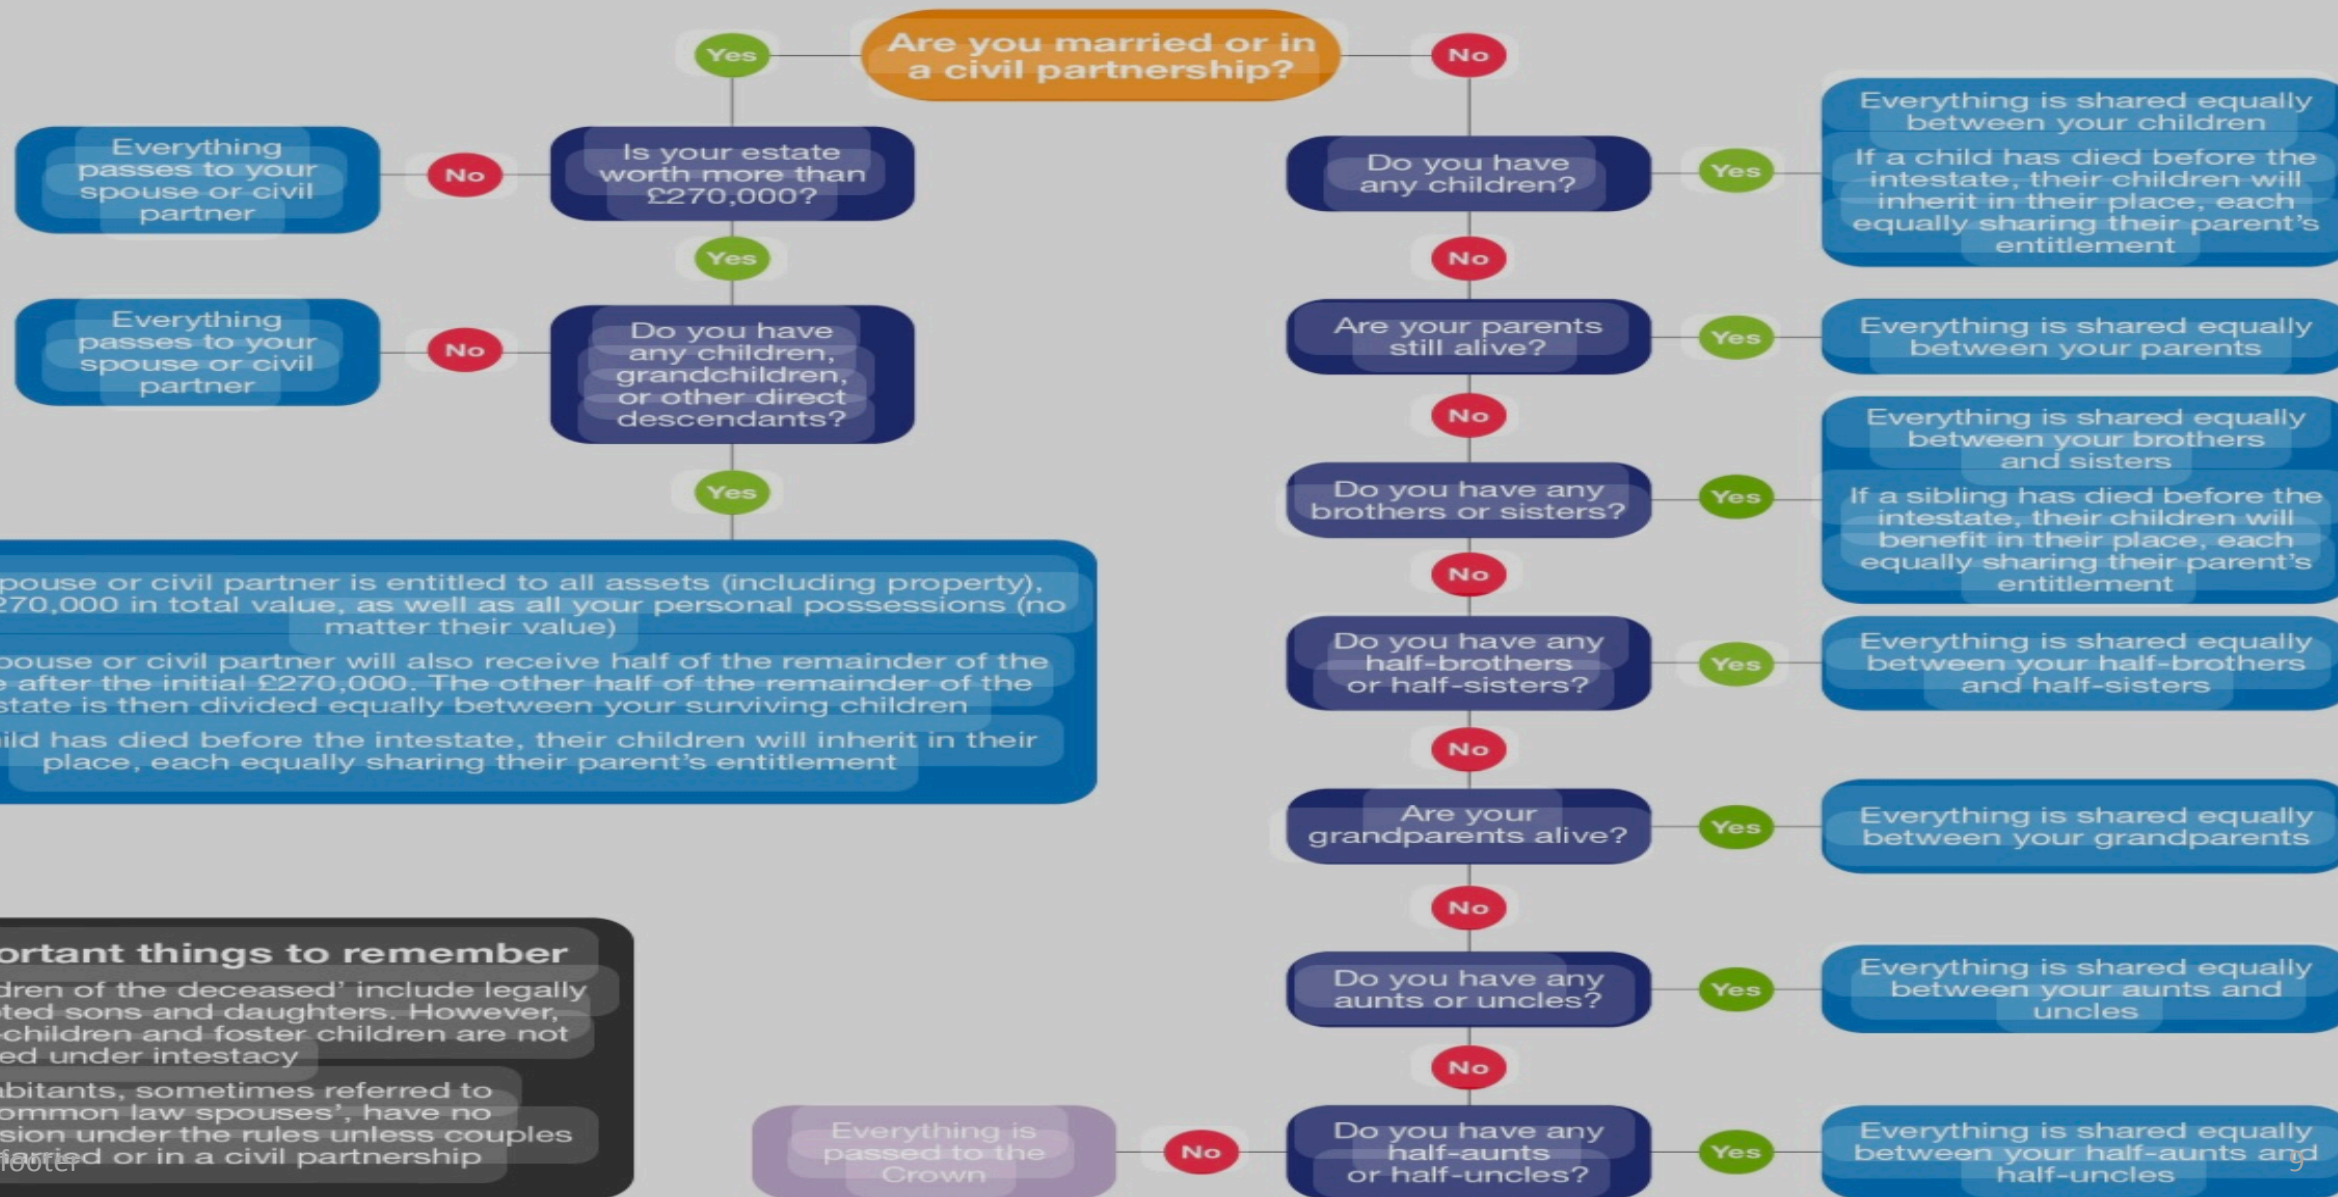 Are you married or in
a civil partnership?
Yes
No
Is your estate
worth more than
£270,000?
No
Everything
passes to your
spouse or civil
partner
Yes
Do you have
any children,
grandchildren,
or other direct
descendants?
No
Everything
passes to your
spouse or civil
partner
Yes
pouse or civil partner is entitled to all assets (including property),
270,000 in total value, as well as all your personal possessions (no
matter their value)
pouse or civil partner will also receive half of the remainder of the
e after the initial £270,000. The other half of the remainder of the
state is then divided equally between your surviving children
ild has died before the intestate, their children will inherit in their
place, each equally sharing their parent's entitlement
Do you have
any children?
Yes
Everything is shared equally
between your children
If a child has died before the
intestate, their children will
inherit in their place, each
equally sharing their parent's
entitlement
No
Are your parents
still alive?
Yes
Everything is shared equally
between your parents
No
Do you have any
brothers or sisters?
Yes
Everything is shared equally
between your brothers
and sisters
If a sibling has died before the
intestate, their children will
benefit in their place, each
equally sharing their parent's
entitlement
No
Do you have any
half-brothers
or half-sisters?
Yes
Everything is shared equally
between your half-brothers
and half-sisters
No
Are your
grandparents alive?
Yes
Everything is shared equally
between your grandparents
No
Do you have any
aunts or uncles?
Yes
Everything is shared equally
between your aunts and
uncles
No
Do you have any
half-aunts
or half-uncles?
Yes
Everything is shared equally
between your half-aunts and
half-uncles
No
Everything is
passed to the
Crown
ortant things to remember
dren of the deceased' include legally
ted sons and daughters. However,
-children and foster children are not
ed under intestacy
abitants, sometimes referred to
ommon law spouses', have no
sion under the rules unless couples
married or in a civil partnership
footer
9